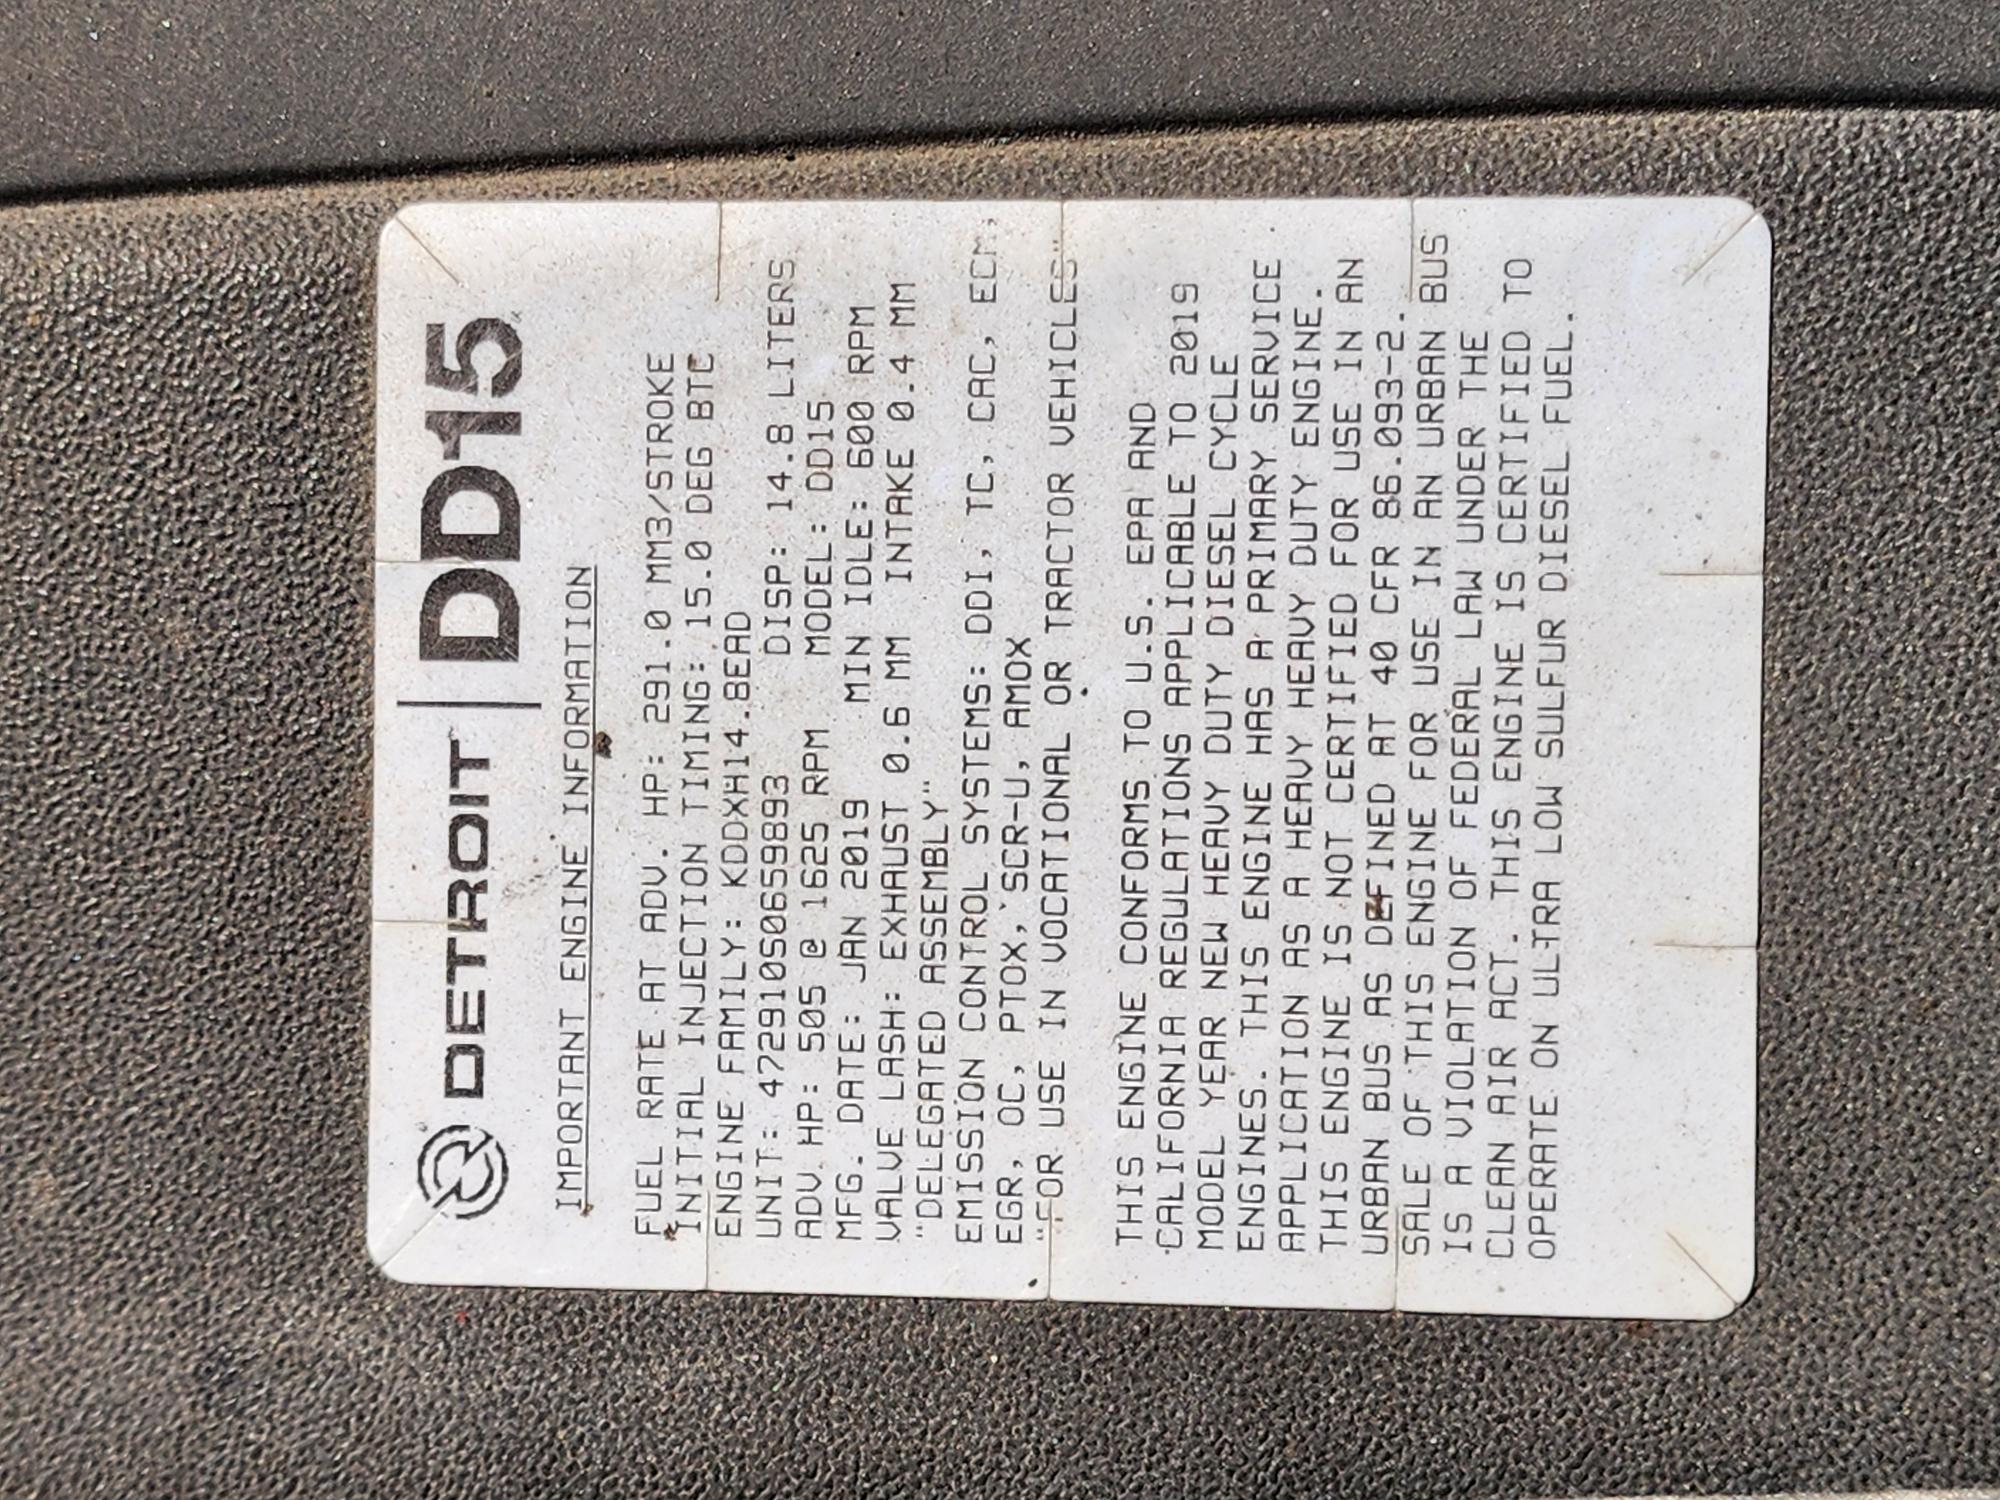 DETROIT | DD15
IMPORTANT ENGINE INFORMATION
FUEL RATE AT ADV. HP: 291.0 MM3/STROKE
INITIAL INJECTION TIMING: 15.0 DEG BTC
ENGINE FAMILY: KDDXH14.8EAD
UNIT: 472910S0659893 DISP: 14.8 LITERS
ADV HP: 505 @ 1625 RPM MODEL: DD15
MFG. DATE: JAN 2019 MIN IDLE: 600 RPM
VALVE LASH: EXHAUST 0.6 MM INTAKE 0.4 MM
"DELEGATED ASSEMBLY"
EMISSION CONTROL SYSTEMS: DDI, TC, CAC, ECM,
EGR, OC, PTOX, SCR-U, AMOX
"FOR USE IN VOCATIONAL OR TRACTOR VEHICLES"
THIS ENGINE CONFORMS TO U.S. EPA AND
CALIFORNIA REGULATIONS APPLICABLE TO 2019
MODEL YEAR NEW HEAVY DUTY DIESEL CYCLE
ENGINES. THIS ENGINE HAS A PRIMARY SERVICE
APPLICATION AS A HEAVY HEAVY DUTY ENGINE.
THIS ENGINE IS NOT CERTIFIED FOR USE IN AN
URBAN BUS AS DEFINED AT 40 CFR 86.093-2.
SALE OF THIS ENGINE FOR USE IN AN URBAN BUS
IS A VIOLATION OF FEDERAL LAW UNDER THE
CLEAN AIR ACT. THIS ENGINE IS CERTIFIED TO
OPERATE ON ULTRA LOW SULFUR DIESEL FUEL.